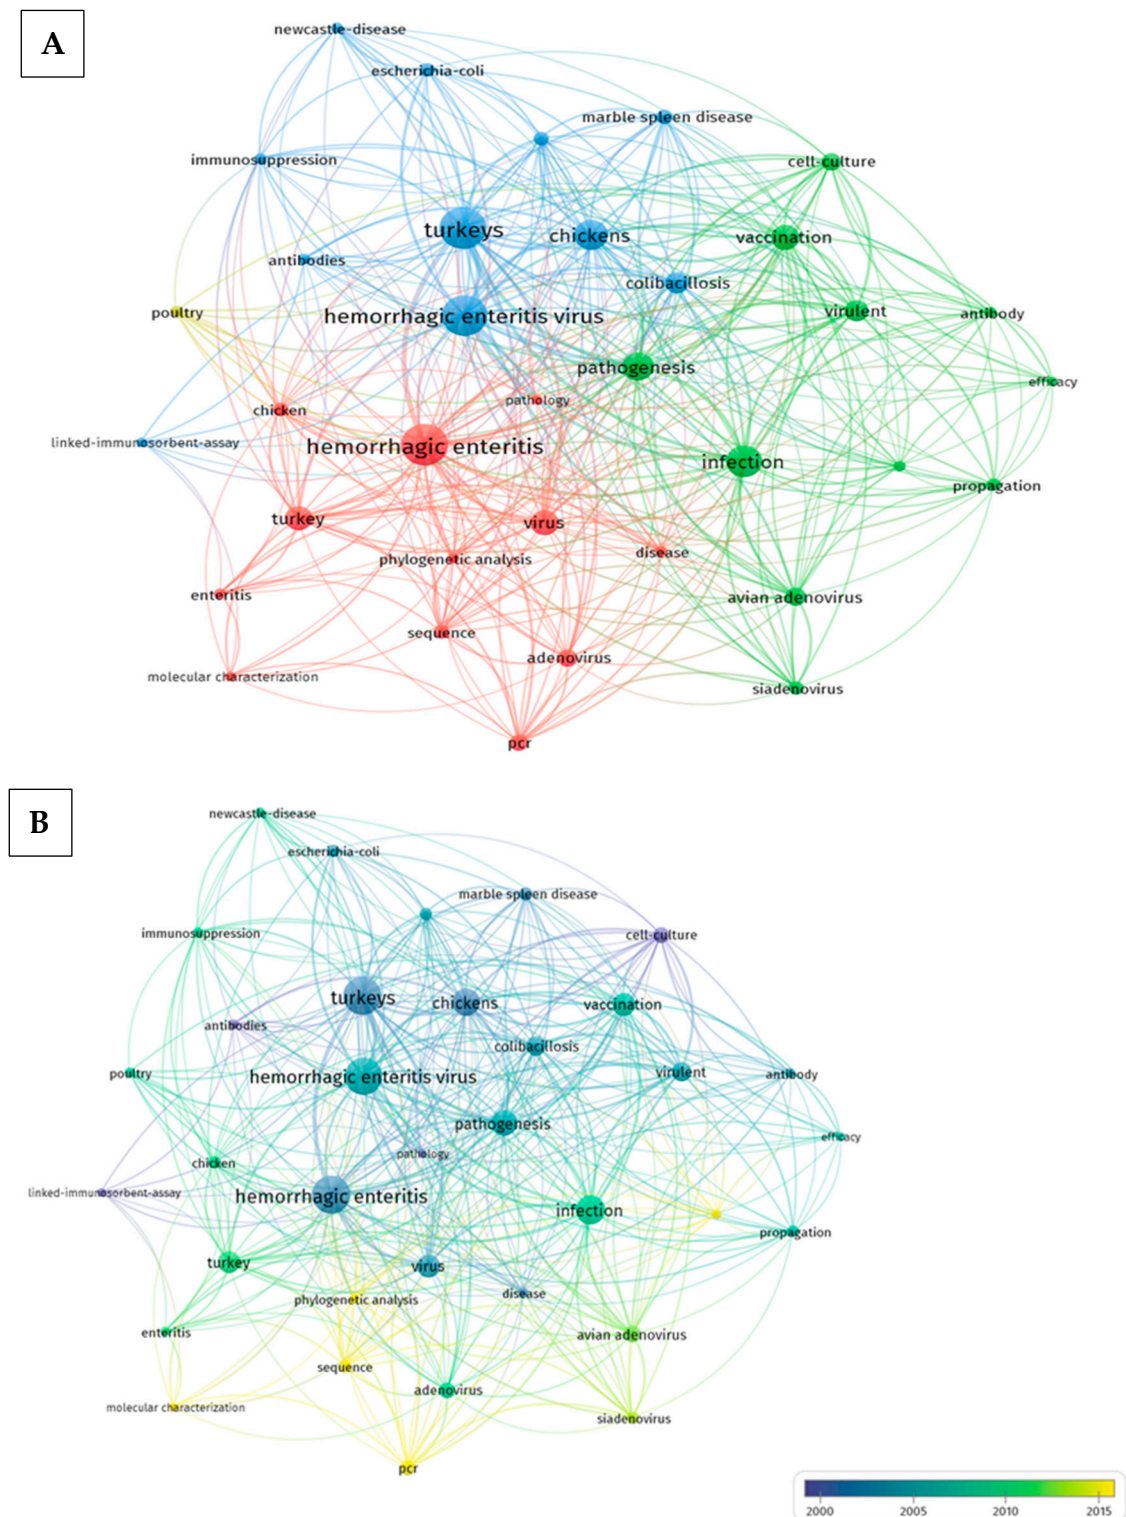 A
newcastle-disease
escherichia-coli
marble spleen disease
immunosuppression
cell-culture
turkeys
chickens
vaccination
antibodies
colibacillosis
poultry
hemorrhagic enteritis virus
virulent
antibody
pathogenesis
efficacy
pathology
chicken
linked-immunosorbent-assay
hemorrhagic enteritis
infection
propagation
turkey
virus
phylogenetic analysis
disease
enteritis
avian adenovirus
sequence
adenovirus
molecular characterization
siadenovirus
pcr
B
newcastle-disease
escherichia-coli
marble spleen disease
immunosuppression
cell-culture
turkeys
chickens
vaccination
antibodies
colibacillosis
poultry
hemorrhagic enteritis virus
virulent
antibody
pathogenesis
efficacy
pathology
chicken
linked-immunosorbent-assay
hemorrhagic enteritis
infection
propagation
turkey
virus
phylogenetic analysis
disease
enteritis
avian adenovirus
sequence
adenovirus
molecular characterization
siadenovirus
pcr
2000 2005 2010 2015